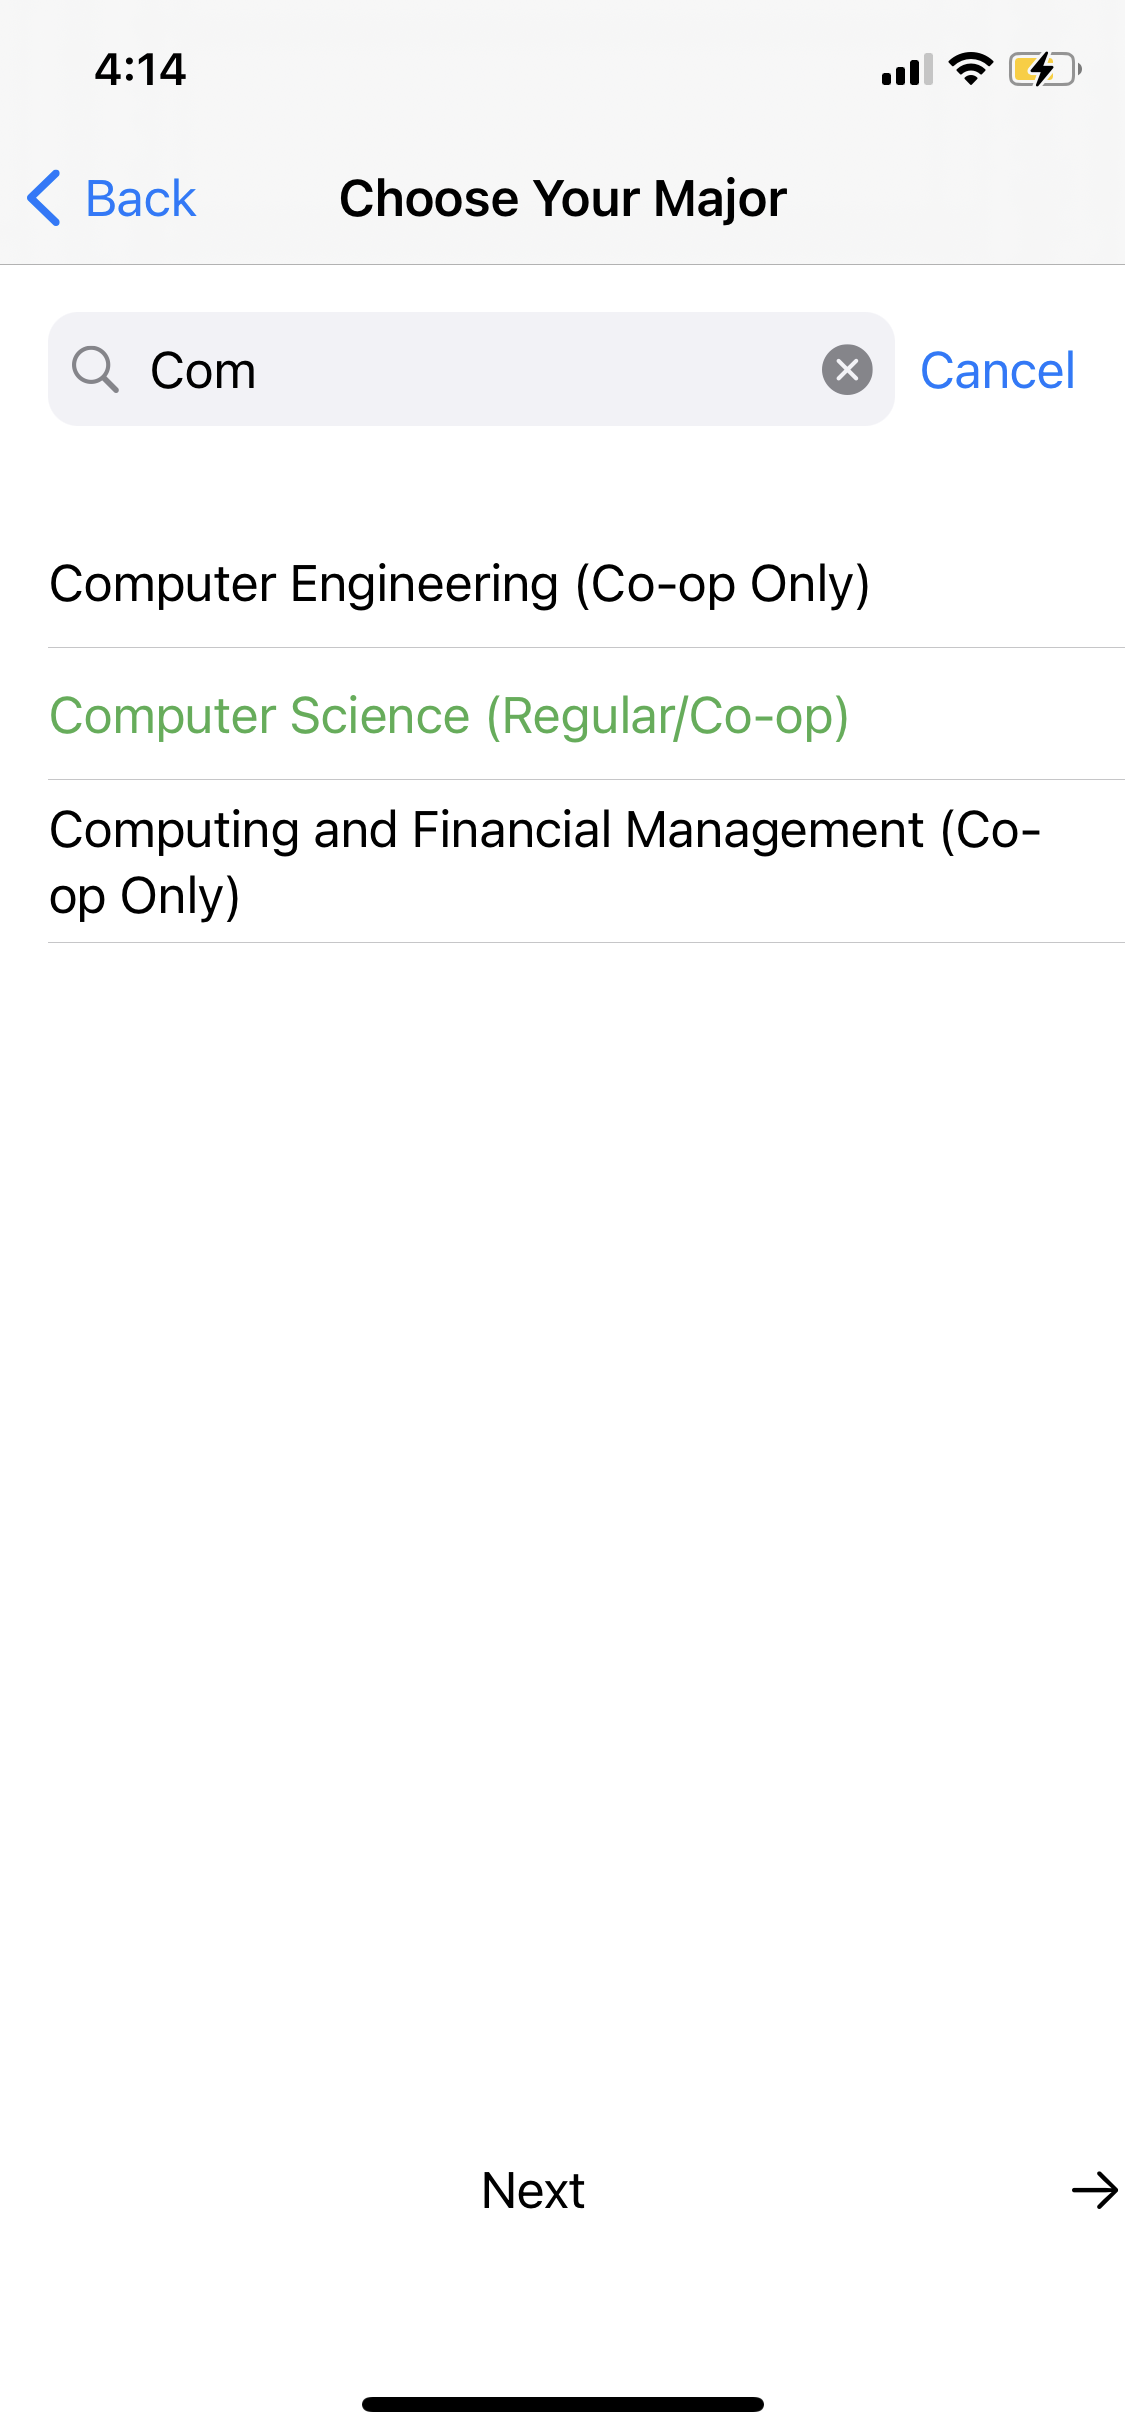 4:14
Back
Choose Your Major
Com
Cancel
Computer Engineering (Co-op Only)
Computer Science (Regular/Co-op)
Computing and Financial Management (Co-
op Only)
Next